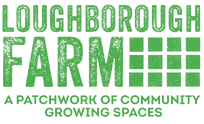 LOUGHBOROUGH
FARM
A PATCHWORK OF COMMUNITY
GROWING SPACES